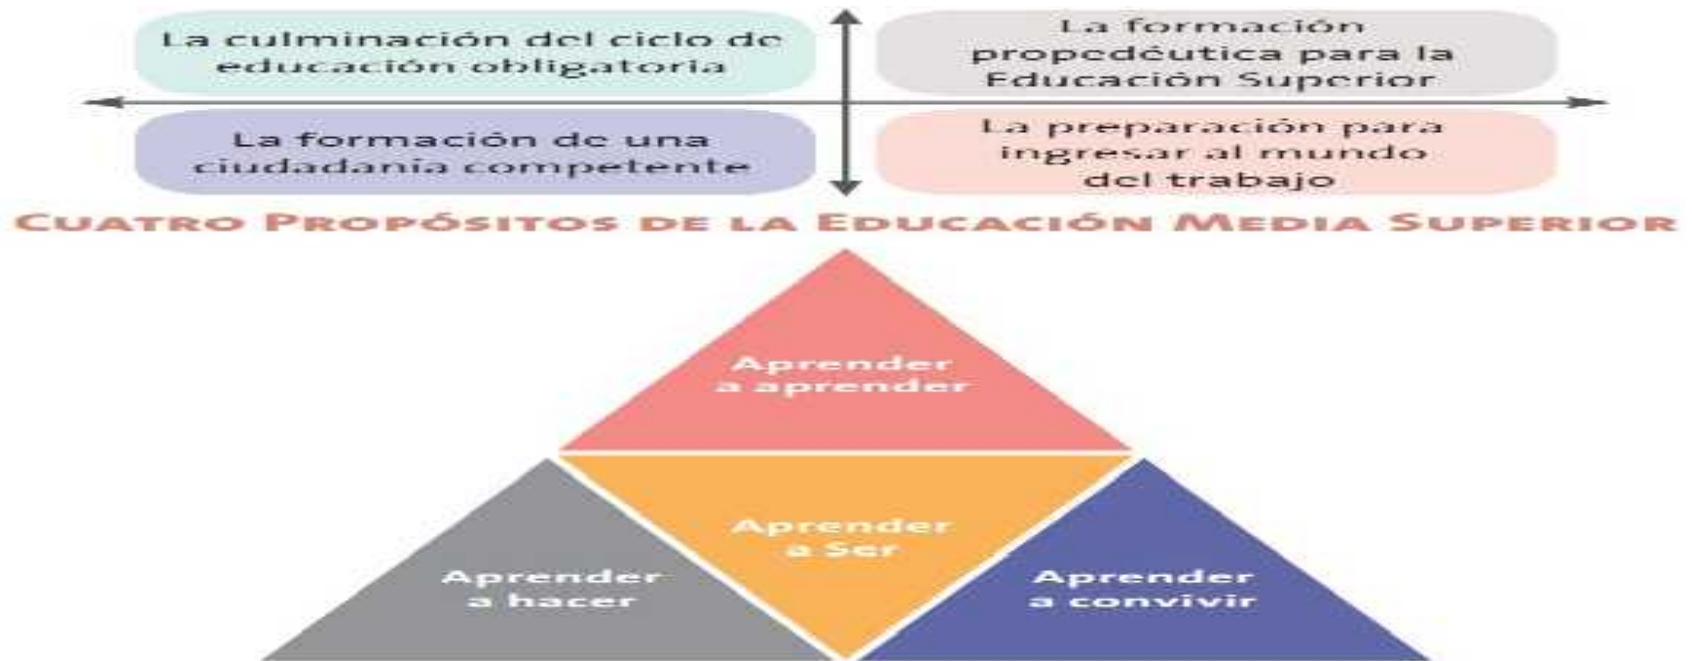 La culminación del ciclo de
educación obligatoria
La formación
propedéutica para la
Educación Superior
La formación de una
ciudadanía competente
La preparación para
ingresar al mundo
del trabajo
CUATRO PROPÓSITOS DE LA EDUCACIÓN MEDIA SUPERIOR
Aprender
a aprender
Aprender
a Ser
Aprender
a hacer
Aprender
a convivir